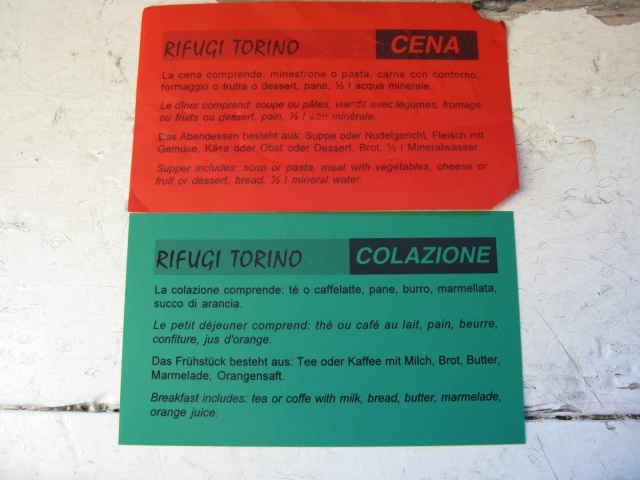 RIFUGI TORINO CENA
La cena comprende: minestrone o pasta, carne con contorno,
formaggio o frutta o dessert, pane, ½ l acqua minerale.
Le dîner comprend: soupe ou pâtes, viande avec légumes, fromage
ou fruits ou dessert, pain, ½ l eau minérale.
Das Abendessen besteht aus: Suppe oder Nudelgericht, Fleisch mit
Gemüse, Käse oder Obst oder Dessert, Brot, ½ l Mineralwasser.
Supper includes: soup or pasta, meat with vegetables, cheese or
fruit or dessert, bread, ½ l mineral water.
RIFUGI TORINO COLAZIONE
La colazione comprende: té o caffelatte, pane, burro, marmellata,
succo di arancia.
Le petit déjeuner comprend: thé ou café au lait, pain, beurre,
confiture, jus d'orange.
Das Frühstück besteht aus: Tee oder Kaffee mit Milch, Brot, Butter,
Marmelade, Orangensaft.
Breakfast includes: tea or coffe with milk, bread, butter, marmelade,
orange juice.